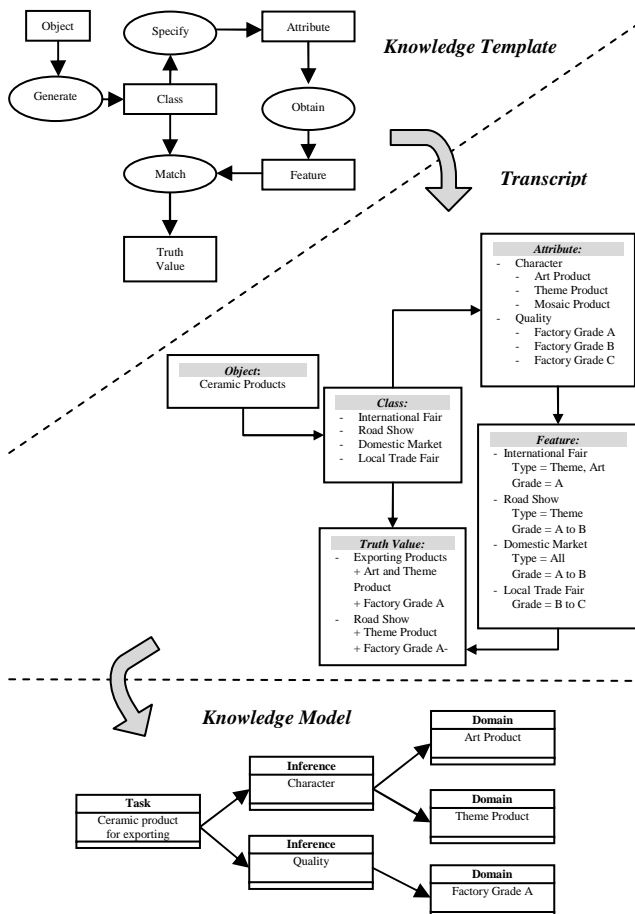 Object
Specify
Attribute
Knowledge Template
Generate
Class
Obtain
Match
Feature
Truth
Value
Transcript
Attribute:
- Character
- Art Product
- Theme Product
- Mosaic Product
- Quality
- Factory Grade A
- Factory Grade B
- Factory Grade C
Object:
Ceramic Products
Class:
- International Fair
- Road Show
- Domestic Market
- Local Trade Fair
Feature:
- International Fair
Type = Theme, Art
Grade = A
- Road Show
Type = Theme
Grade = A to B
- Domestic Market
Type = All
Grade = A to B
- Local Trade Fair
Grade = B to C
Truth Value:
- Exporting Products
+ Art and Theme
Product
+ Factory Grade A
- Road Show
+ Theme Product
+ Factory Grade A-
Knowledge Model
Domain
Art Product
Inference
Character
Task
Ceramic product
for exporting
Domain
Theme Product
Inference
Quality
Domain
Factory Grade A